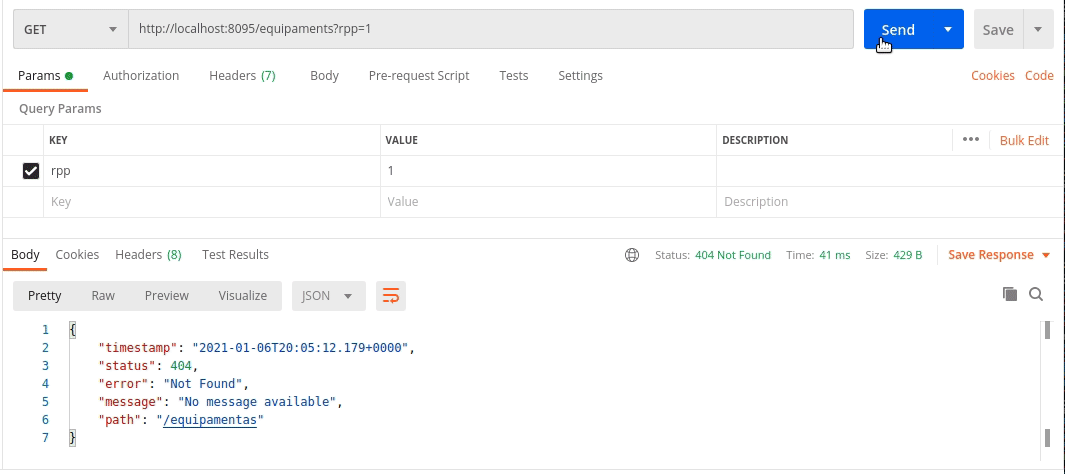 GET http://localhost:8095/equipaments?rpp=1 Send Save
Params Authorization Headers (7) Body Pre-request Script Tests Settings Cookies Code
Query Params
KEY VALUE DESCRIPTION ••• Bulk Edit
rpp 1
Key Value Description
Body Cookies Headers (8) Test Results Status: 404 Not Found Time: 41 ms Size: 429 B Save Response
Pretty Raw Preview Visualize JSON
1 {
2 "timestamp": "2021-01-06T20:05:12.179+0000",
3 "status": 404,
4 "error": "Not Found",
5 "message": "No message available",
6 "path": "/equipamentas"
7 }